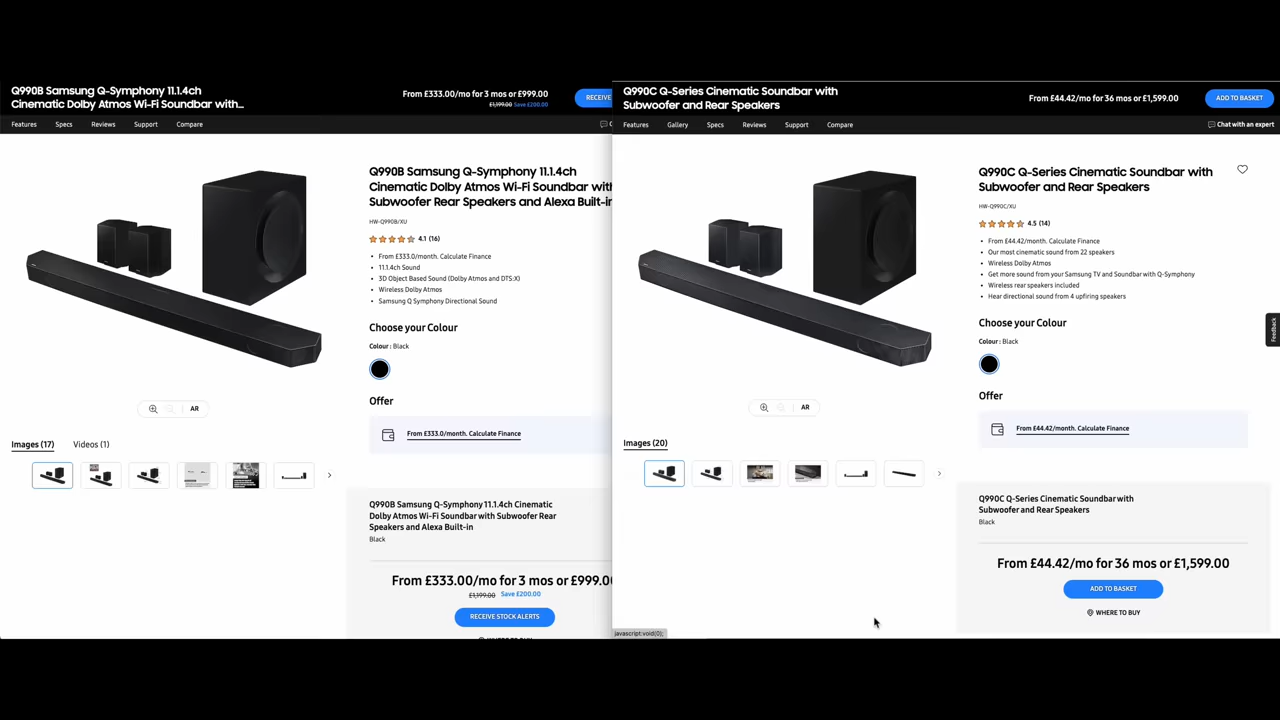 Q990B Samsung Q-Symphony 11.1.4ch
Cinematic Dolby Atmos Wi-Fi Soundbar with...
From £333.00/mo for 3 mos or £999.00
£1,199.00 Save £200.00
RECEIVE
Features
Specs
Reviews
Support
Compare
Q990B Samsung Q-Symphony 11.1.4ch
Cinematic Dolby Atmos Wi-Fi Soundbar with
Subwoofer Rear Speakers and Alexa Built-in
HW-Q990B/XU
4.1 (16)
From £333.0/month. Calculate Finance
11.1.4ch Sound
3D Object Based Sound (Dolby Atmos and DTS:X)
Wireless Dolby Atmos
Samsung Q Symphony Directional Sound
Choose your Colour
Colour : Black
Offer
From £333.0/month. Calculate Finance
AR
Images (17)
Videos (1)
Q990B Samsung Q-Symphony 11.1.4ch Cinematic
Dolby Atmos Wi-Fi Soundbar with Subwoofer Rear
Speakers and Alexa Built-in
Black
From £333.00/mo for 3 mos or £999.00
£1,199.00 Save £200.00
RECEIVE STOCK ALERTS
Q990C Q-Series Cinematic Soundbar with
Subwoofer and Rear Speakers
From £44.42/mo for 36 mos or £1,599.00
ADD TO BASKET
Features
Gallery
Specs
Reviews
Support
Compare
Chat with an expert
Q990C Q-Series Cinematic Soundbar with
Subwoofer and Rear Speakers
HW-Q990C/XU
4.5 (14)
From £44.42/month. Calculate Finance
Our most cinematic sound from 22 speakers
Wireless Dolby Atmos
Get more sound from your Samsung TV and Soundbar with Q-Symphony
Wireless rear speakers included
Hear directional sound from 4 upfiring speakers
Choose your Colour
Colour : Black
Feedback
Offer
From £44.42/month. Calculate Finance
AR
Images (20)
Q990C Q-Series Cinematic Soundbar with
Subwoofer and Rear Speakers
Black
From £44.42/mo for 36 mos or £1,599.00
ADD TO BASKET
WHERE TO BUY
javascript:void(0);